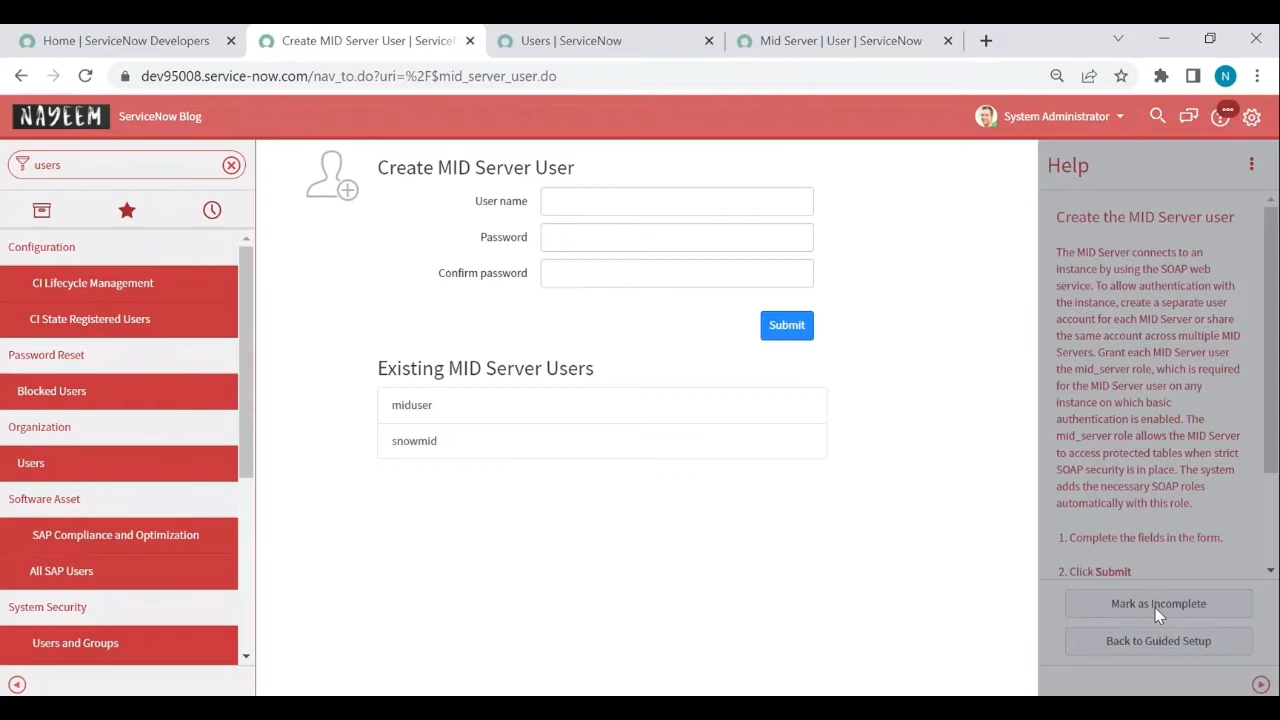 Home | ServiceNow Developers
Create MID Server User | Servicel
Users | ServiceNow
Mid Server | User | ServiceNow
dev95008.service-now.com/nav_to.do?uri=%2F$mid_server_user.do
N
NAYEEM
ServiceNow Blog
System Administrator
users
Configuration
CI Lifecycle Management
CI State Registered Users
Password Reset
Blocked Users
Organization
Users
Software Asset
SAP Compliance and Optimization
All SAP Users
System Security
Users and Groups
Create MID Server User
User name
Password
Confirm password
Submit
Existing MID Server Users
miduser
snowmid
Help
Create the MID Server user
The MID Server connects to an
instance by using the SOAP web
service. To allow authentication with
the instance, create a separate user
account for each MID Server or share
the same account across multiple MID
Servers. Grant each MID Server user
the mid_server role, which is required
for the MID Server user on any
instance on which basic
authentication is enabled. The
mid_server role allows the MID Server
to access protected tables when strict
SOAP security is in place. The system
adds the necessary SOAP roles
automatically with this role.
1. Complete the fields in the form.
2. Click Submit
Mark as Incomplete
Back to Guided Setup